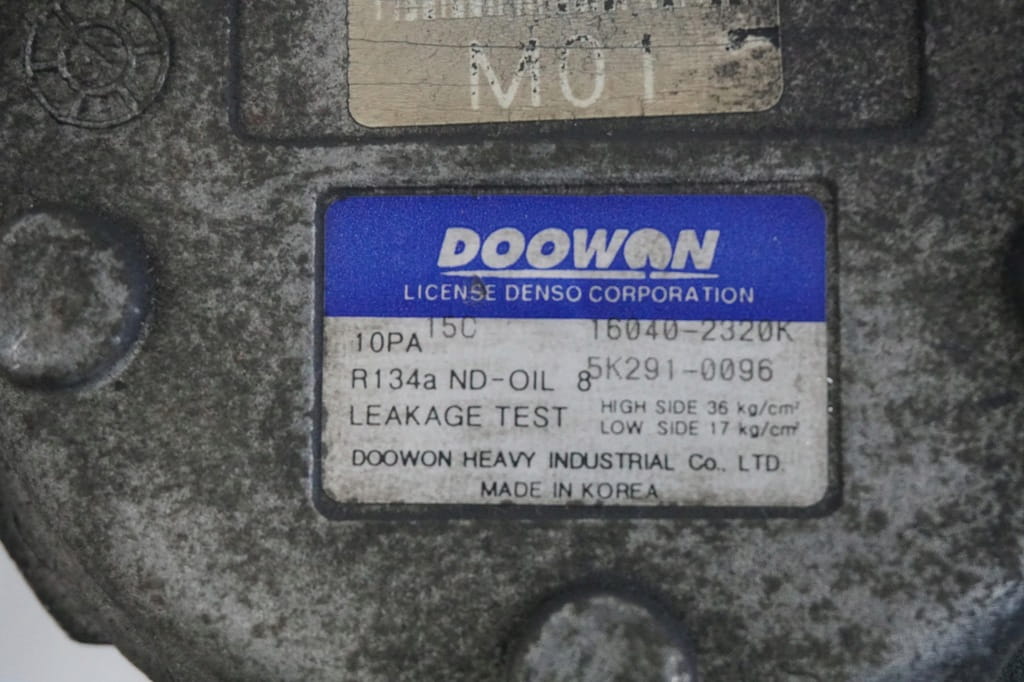 M01
DOOWON
LICENSE DENSO CORPORATION
10PA 15C 16040-2320K
R134a ND-OIL 8 5K291-0096
LEAKAGE TEST HIGH SIDE 36 kg/cm²
LOW SIDE 17 kg/cm²
DOOWON HEAVY INDUSTRIAL Co., LTD.
MADE IN KOREA